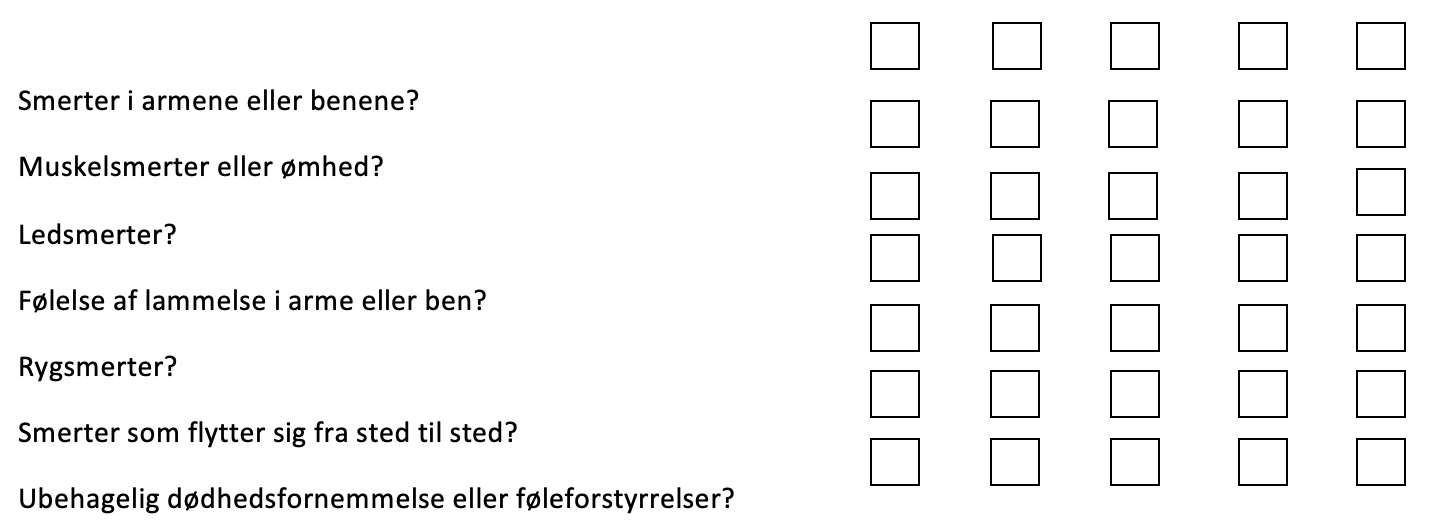 Smerter i armene eller benene?
Muskelsmerter eller ømhed?
Ledsmerter?
Følelse af lammelse i arme eller ben?
Rygsmerter?
Smerter som flytter sig fra sted til sted?
Ubehagelig dødhedsfornemmelse eller føleforstyrrelser?